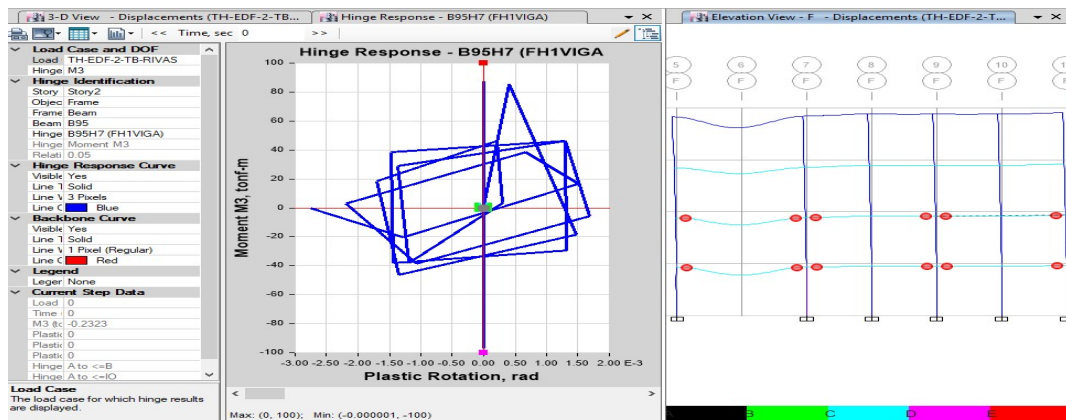 3-D View - Displacements (TH-EDF-2-TB...
Hinge Response - B95H7 (FH1VIGA)
Elevation View - F - Displacements (TH-EDF-2-T...
<< Time, sec 0 >>
Load Case and DOF
Load TH-EDF-2-TB-RIVAS
Hinge M3
Hinge Identification
Story Story2
Objec Frame
Frame Beam
Beam B95
Hinge B95H7 (FH1VIGA)
Hinge Moment M3
Relati 0.05
Hinge Response Curve
Visible Yes
Line T Solid
Line V 3 Pixels
Line C Blue
Backbone Curve
Visible Yes
Line T Solid
Line V 1 Pixel (Regular)
Line C Red
Legend
Leger None
Current Step Data
Load 0
Time 0
M3 (tc -0.2323
Plastic 0
Plastic 0
Plastic 0
Hinge A to <=B
Hinge A to <=IO
Load Case
The load case for which hinge results
are displayed.
Hinge Response - B95H7 (FH1VIGA
Moment M3, tonf-m
100
80
60
40
20
0
-20
-40
-60
-80
-100
-3.00 -2.50 -2.00 -1.50 -1.00 -0.50 0.00 0.50 1.00 1.50 2.00 E-3
Plastic Rotation, rad
Max: (0, 100); Min: (-0.000001, -100)
5 6 7 8 9 10 1
F F F F F F F
A B C D E